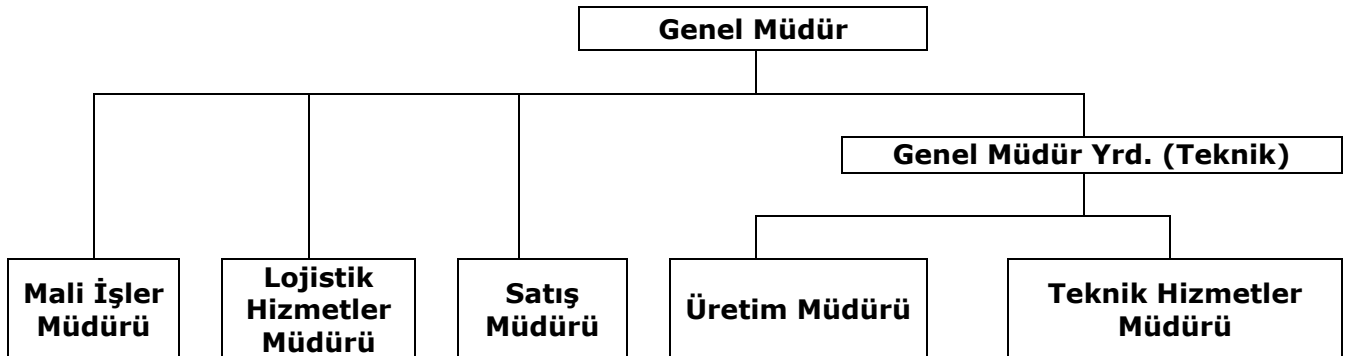 Genel Müdür
Genel Müdür Yrd. (Teknik)
Mali İşler
Müdürü
Lojistik
Hizmetler
Müdürü
Satış
Müdürü
Üretim Müdürü
Teknik Hizmetler
Müdürü